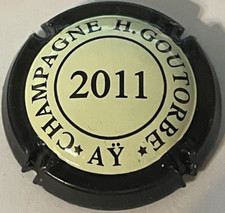 ★ CHAMPAGNE H. GOUTORBE ★
2011
AŸ